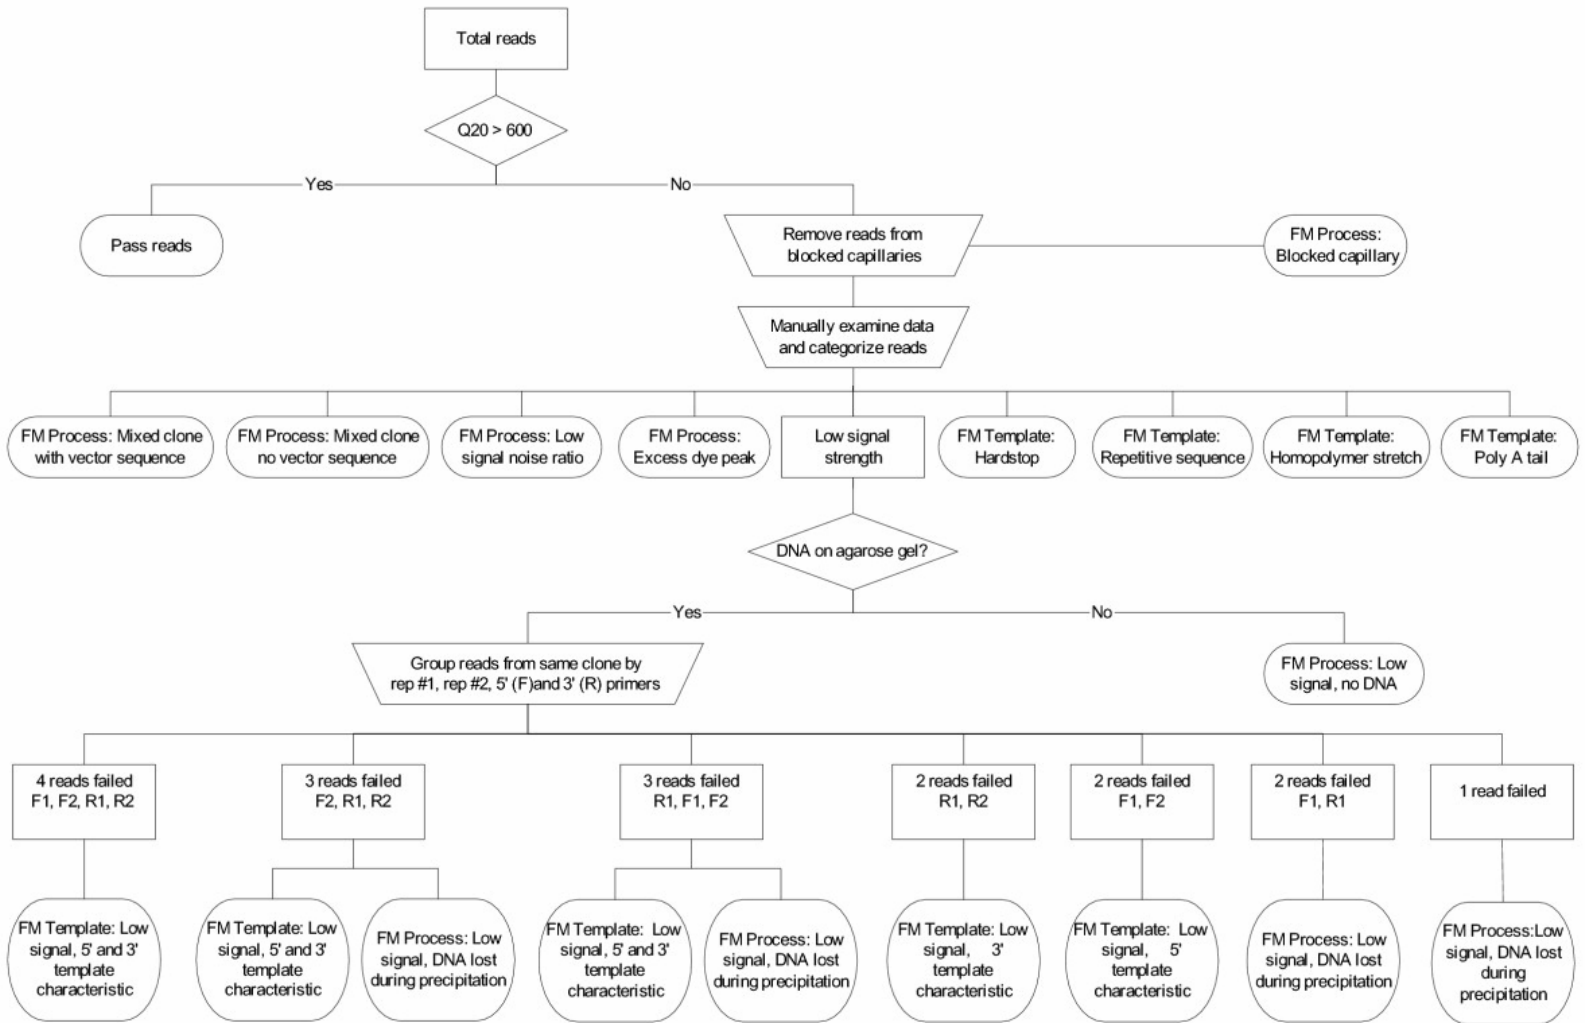 Total reads
Q20 > 600
Yes
No
Pass reads
Remove reads from
blocked capillaries
FM Process:
Blocked capillary
Manually examine data
and categorize reads
FM Process: Mixed clone
with vector sequence
FM Process: Mixed clone
no vector sequence
FM Process: Low
signal noise ratio
FM Process:
Excess dye peak
Low signal
strength
FM Template:
Hardstop
FM Template:
Repetitive sequence
FM Template:
Homopolymer stretch
FM Template:
Poly A tail
DNA on agarose gel?
Yes
No
Group reads from same clone by
rep #1, rep #2, 5' (F)and 3' (R) primers
FM Process: Low
signal, no DNA
4 reads failed
F1, F2, R1, R2
3 reads failed
F2, R1, R2
3 reads failed
R1, F1, F2
2 reads failed
R1, R2
2 reads failed
F1, F2
2 reads failed
F1, R1
1 read failed
FM Template: Low
signal, 5' and 3'
template
characteristic
FM Template: Low
signal, 5' and 3'
template
characteristic
FM Process: Low
signal, DNA lost
during precipitation
FM Template: Low
signal, 5' and 3'
template
characteristic
FM Process: Low
signal, DNA lost
during precipitation
FM Template: Low
signal, 3'
template
characteristic
FM Template: Low
signal, 5'
template
characteristic
FM Process: Low
signal, DNA lost
during precipitation
FM Process:Low
signal, DNA lost
during
precipitation